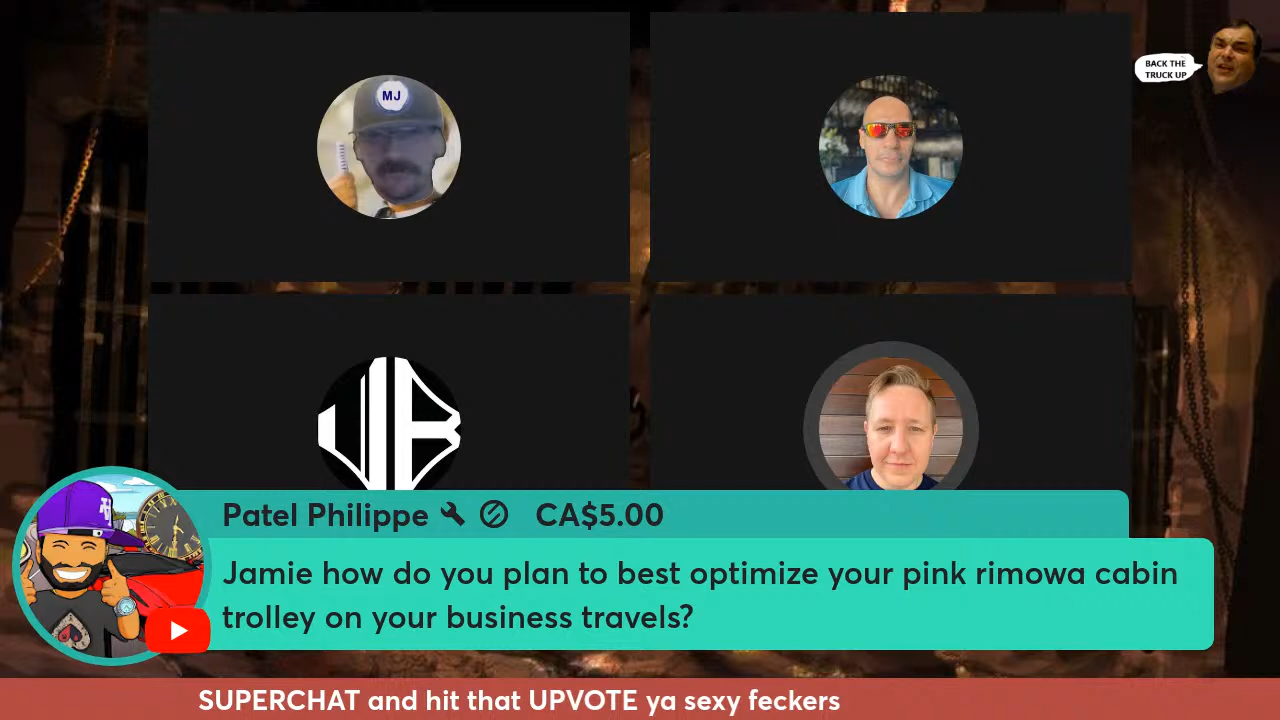 MJ
BACK THE
TRUCK UP
Patel Philippe CA$5.00
Jamie how do you plan to best optimize your pink rimowa cabin
trolley on your business travels?
SUPERCHAT and hit that UPVOTE ya sexy feckers